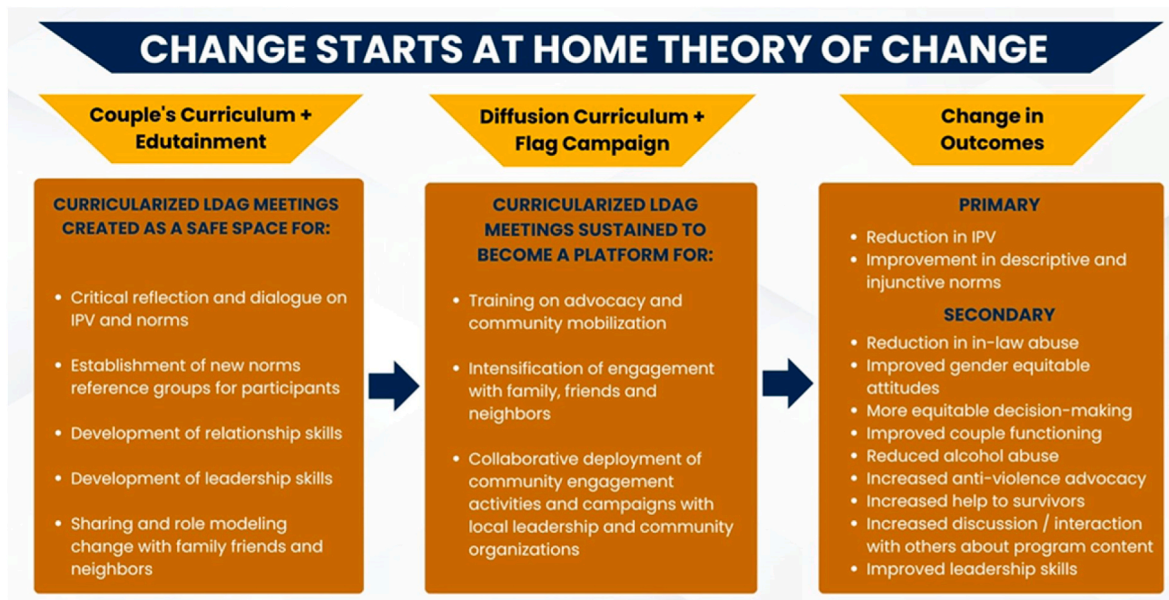 CHANGE STARTS AT HOME THEORY OF CHANGE
Couple's Curriculum +
Edutainment
CURRICULARIZED LDAG MEETINGS
CREATED AS A SAFE SPACE FOR:
• Critical reflection and dialogue on
IPV and norms
• Establishment of new norms
reference groups for participants
• Development of relationship skills
• Development of leadership skills
• Sharing and role modeling
change with family friends and
neighbors
Diffusion Curriculum +
Flag Campaign
CURRICULARIZED LDAG
MEETINGS SUSTAINED TO
BECOME A PLATFORM FOR:
• Training on advocacy and
community mobilization
• Intensification of engagement
with family, friends and
neighbors
• Collaborative deployment of
community engagement
activities and campaigns with
local leadership and community
organizations
Change in
Outcomes
PRIMARY
• Reduction in IPV
• Improvement in descriptive and
injunctive norms
SECONDARY
• Reduction in in-law abuse
• Improved gender equitable
attitudes
• More equitable decision-making
• Improved couple functioning
• Reduced alcohol abuse
• Increased anti-violence advocacy
• Increased help to survivors
• Increased discussion / interaction
with others about program content
• Improved leadership skills